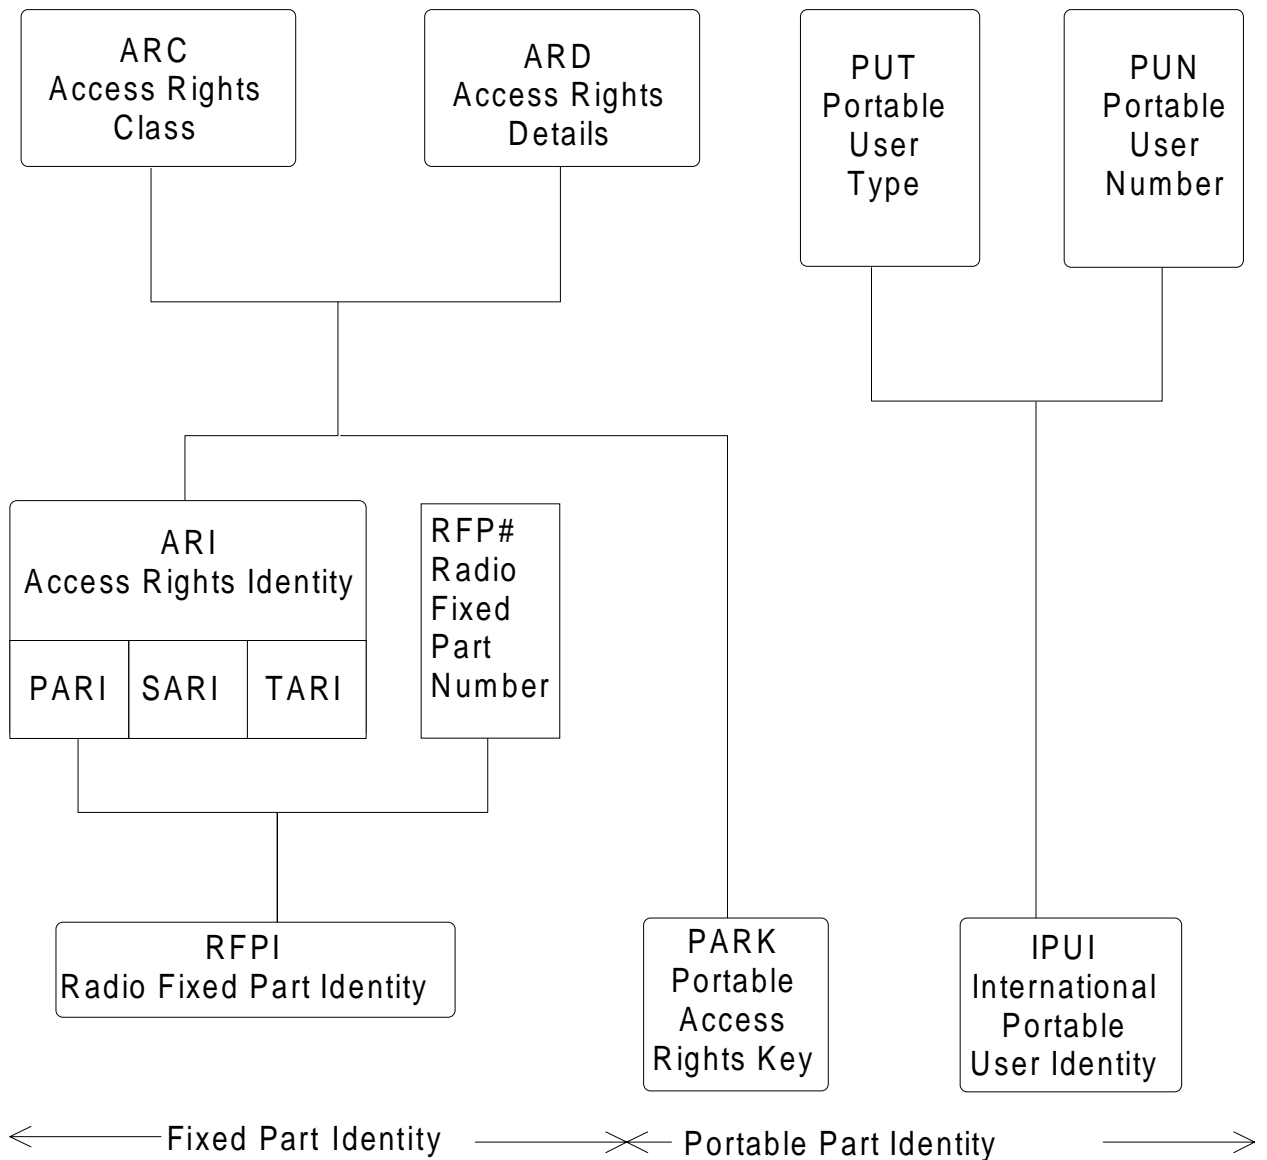 ARC
Access Rights
Class
ARD
Access Rights
Details
PUT
Portable
User
Type
PUN
Portable
User
Number
ARI
Access Rights Identity
PARI
SARI
TARI
RFP#
Radio
Fixed
Part
Number
RFPI
Radio Fixed Part Identity
PARK
Portable
Access
Rights Key
IPUI
International
Portable
User Identity
Fixed Part Identity
Portable Part Identity